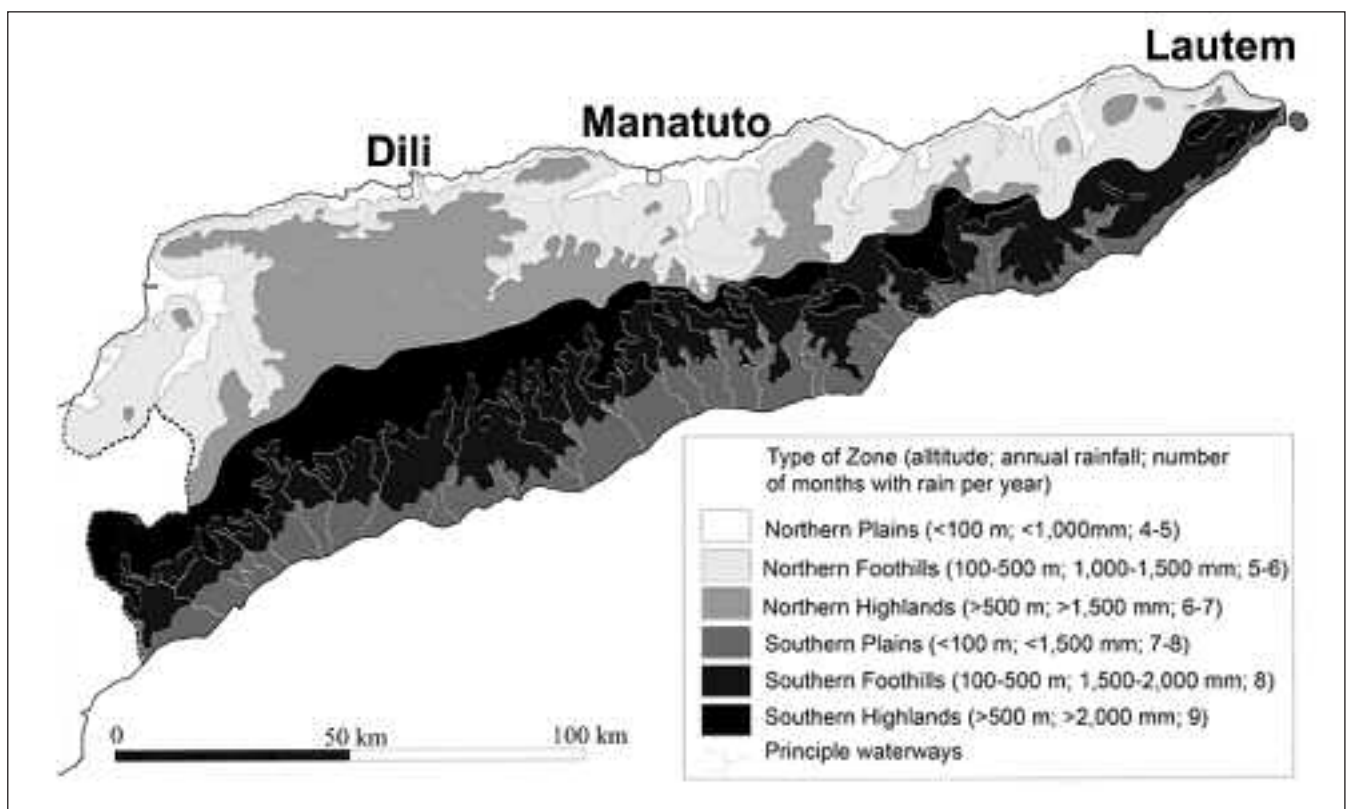 Lautem
Manatuto
Dili
Type of Zone (alltitude; annual rainfall; number
of months with rain per year)
Northern Plains (<100 m; <1,000mm; 4-5)
Northern Foothills (100-500 m; 1,000-1,500 mm; 5-6)
Northern Highlands (>500 m; >1,500 mm; 6-7)
Southern Plains (<100 m; <1,500 mm; 7-8)
Southern Foothills (100-500 m; 1,500-2,000 mm; 8)
Southern Highlands (>500 m; >2,000 mm; 9)
Principle waterways
0 50 km 100 km